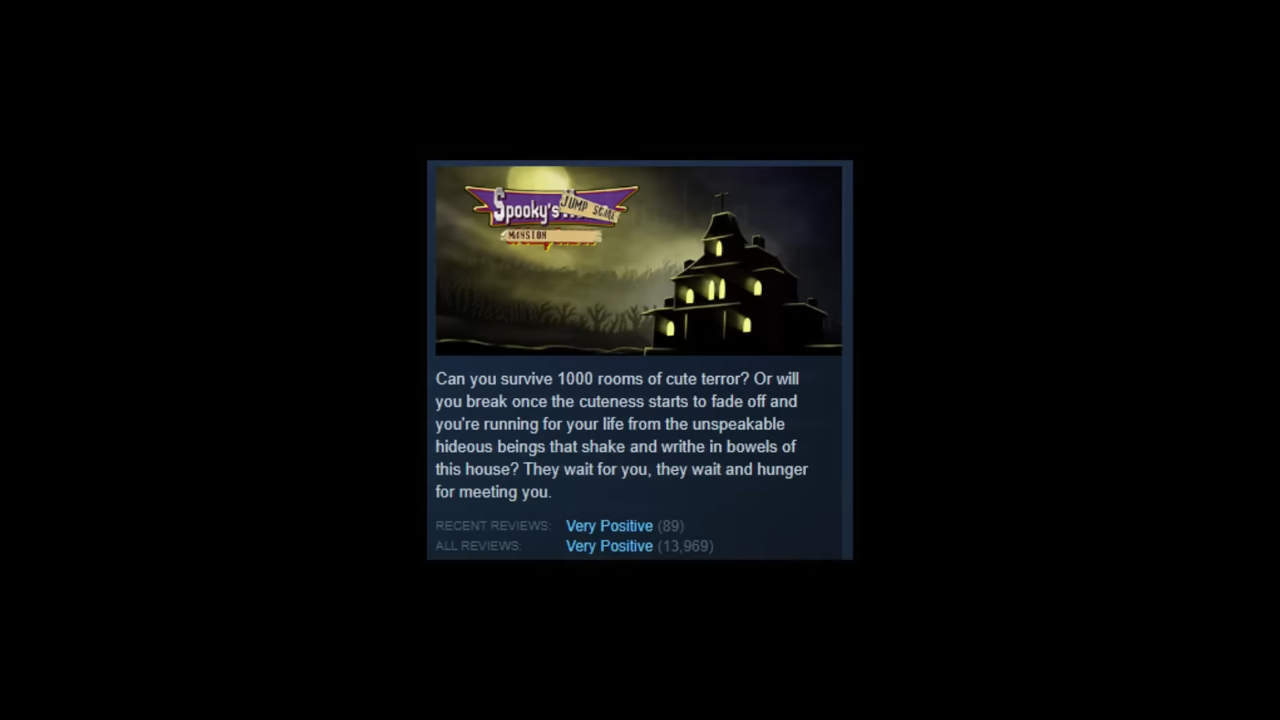 Spooky's
JUMP SCARE
MANSION
Can you survive 1000 rooms of cute terror? Or will
you break once the cuteness starts to fade off and
you're running for your life from the unspeakable
hideous beings that shake and writhe in bowels of
this house? They wait for you, they wait and hunger
for meeting you.
RECENT REVIEWS: Very Positive (89)
ALL REVIEWS: Very Positive (13,969)